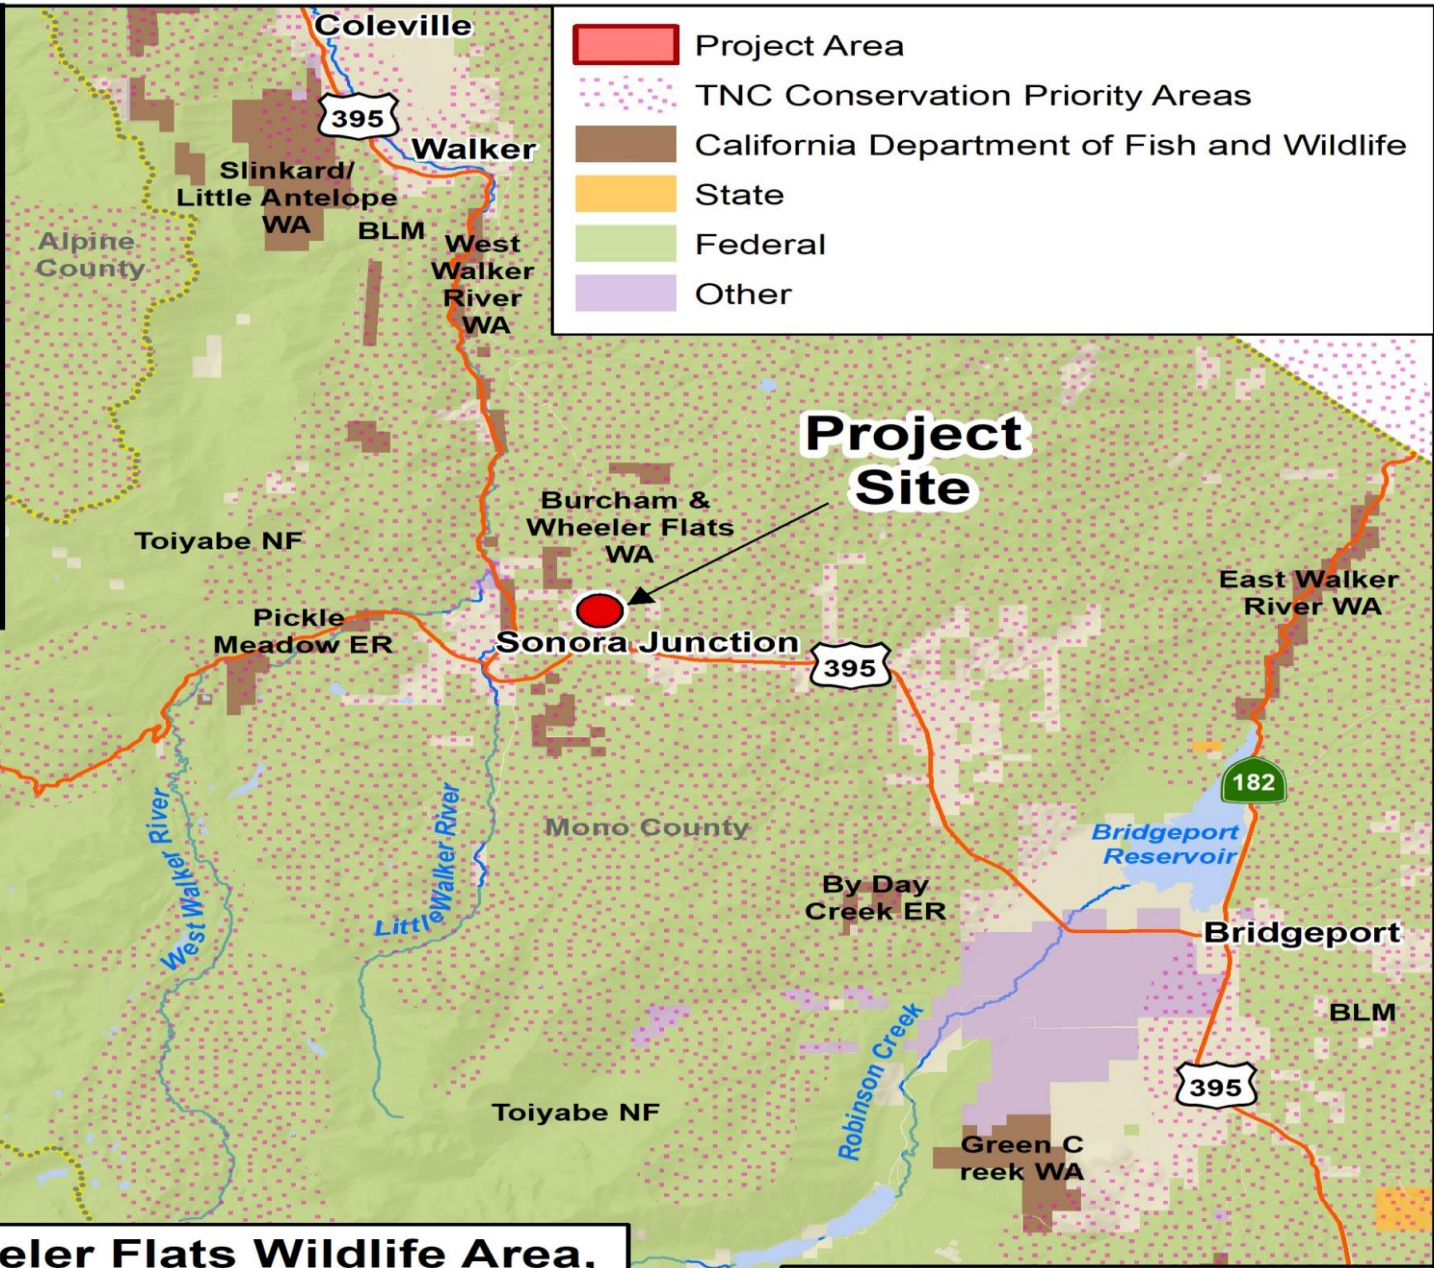 Coleville
395
Walker
Slinkard/
Little Antelope
WA
BLM
West
Walker
River
WA
Alpine
County
Project Area
TNC Conservation Priority Areas
California Department of Fish and Wildlife
State
Federal
Other
Project
Site
Burcham &
Wheeler Flats
WA
Toiyabe NF
Pickle
Meadow ER
Sonora Junction
395
East Walker
River WA
182
Bridgeport
Reservoir
Mono County
West Walker River
Little Walker River
By Day
Creek ER
Bridgeport
BLM
Robinson Creek
395
Toiyabe NF
Green C
reek WA
eler Flats Wildlife Area,